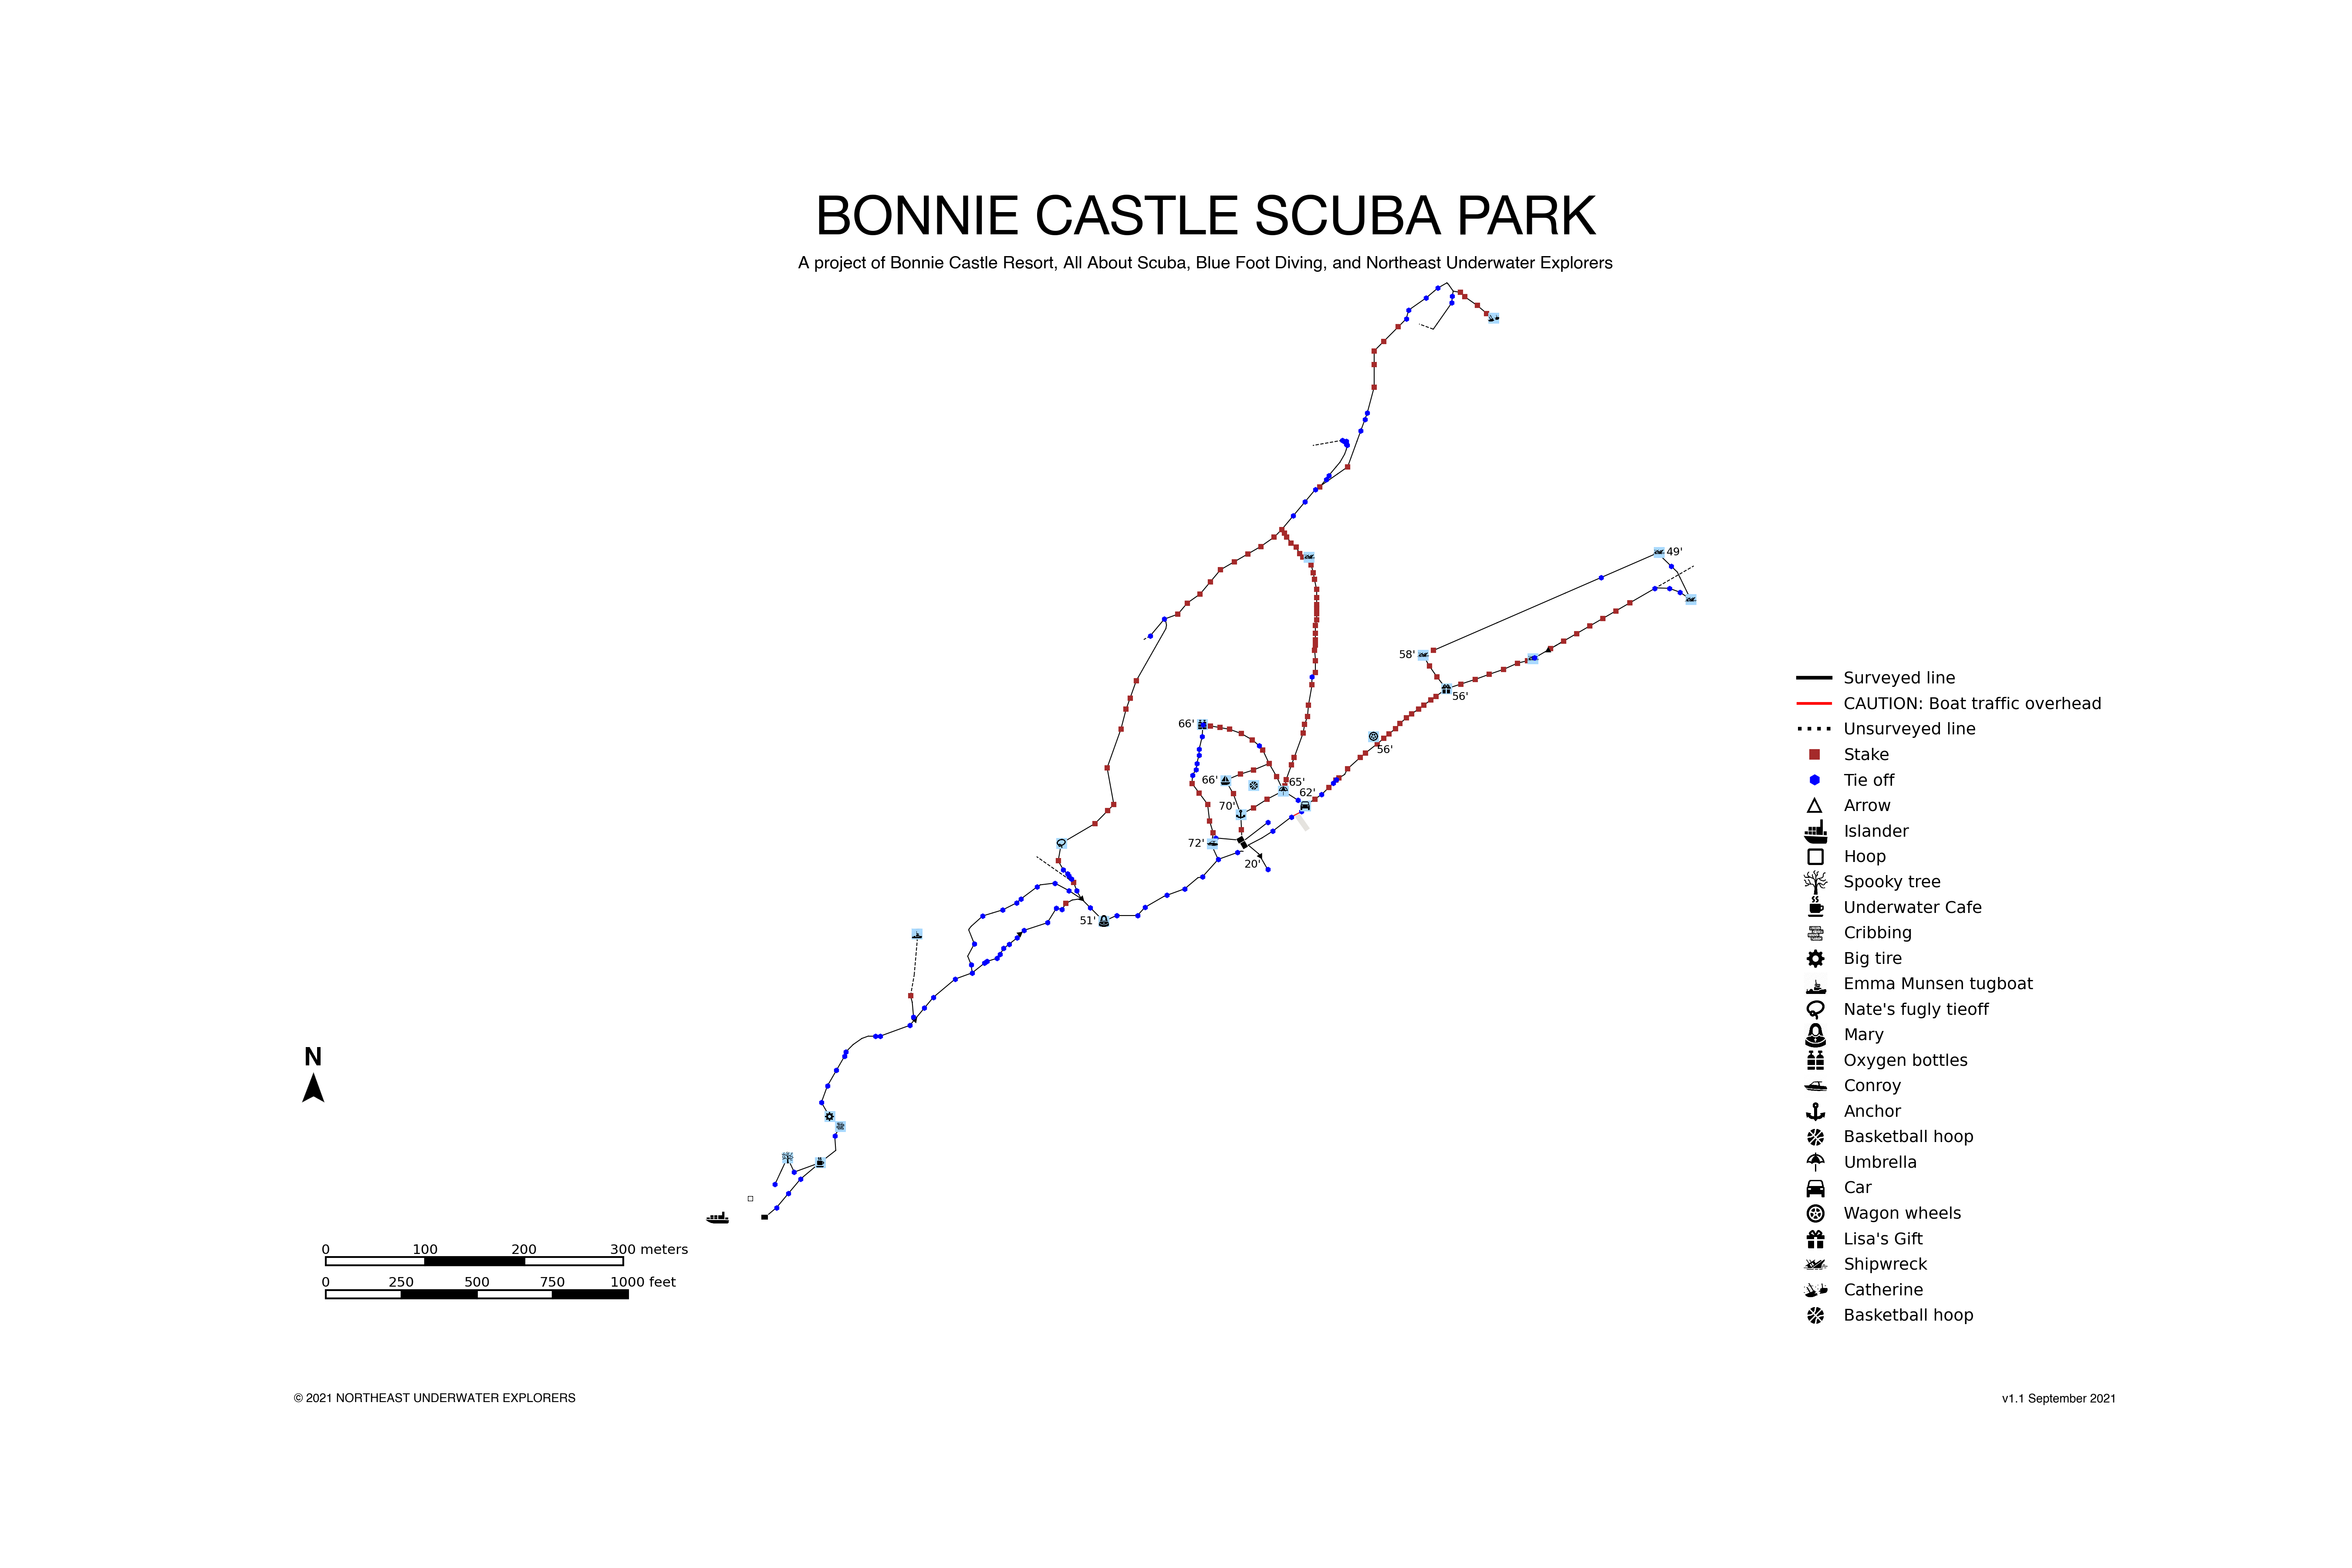 BONNIE CASTLE SCUBA PARK
A project of Bonnie Castle Resort, All About Scuba, Blue Foot Diving, and Northeast Underwater Explorers
49'
58'
56'
66'
56'
66'
65'
62'
70'
72'
20'
51'
Surveyed line
CAUTION: Boat traffic overhead
Unsurveyed line
Stake
Tie off
Arrow
Islander
Hoop
Spooky tree
Underwater Cafe
Cribbing
Big tire
Emma Munsen tugboat
Nate's fugly tieoff
Mary
Oxygen bottles
Conroy
Anchor
Basketball hoop
Umbrella
Car
Wagon wheels
Lisa's Gift
Shipwreck
Catherine
Basketball hoop
N
0 100 200 300 meters
0 250 500 750 1000 feet
© 2021 NORTHEAST UNDERWATER EXPLORERS
v1.1 September 2021